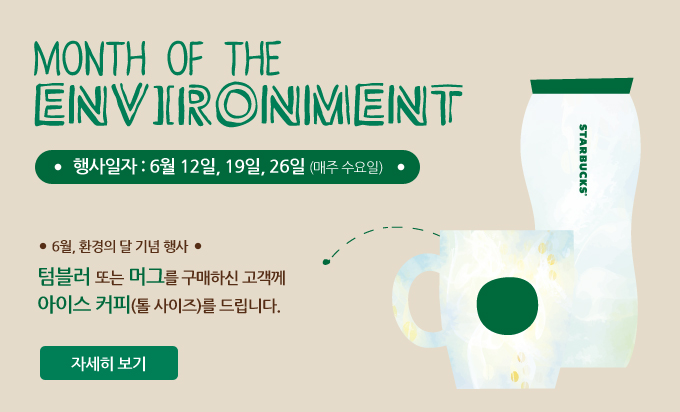 MONTH OF THE
ENVIRONMENT
• 행사일자 : 6월 12일, 19일, 26일 (매주 수요일) •
• 6월, 환경의 달 기념 행사 •
텀블러 또는 머그를 구매하신 고객께
아이스 커피(톨 사이즈)를 드립니다.
자세히 보기
STARBUCKS